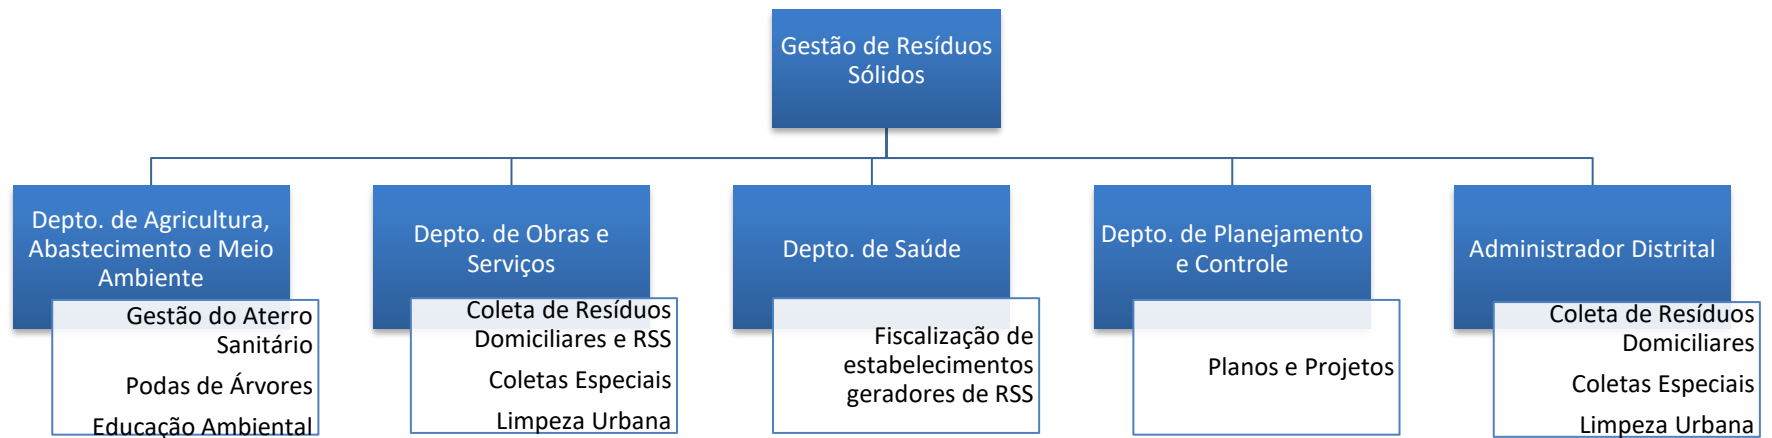 Gestão de Resíduos
Sólidos
Depto. de Agricultura,
Abastecimento e Meio
Ambiente
Gestão do Aterro
Sanitário
Podas de Árvores
Educação Ambiental
Depto. de Obras e
Serviços
Coleta de Resíduos
Domiciliares e RSS
Coletas Especiais
Limpeza Urbana
Depto. de Saúde
Fiscalização de
estabelecimentos
geradores de RSS
Depto. de Planejamento
e Controle
Planos e Projetos
Administrador Distrital
Coleta de Resíduos
Domiciliares
Coletas Especiais
Limpeza Urbana